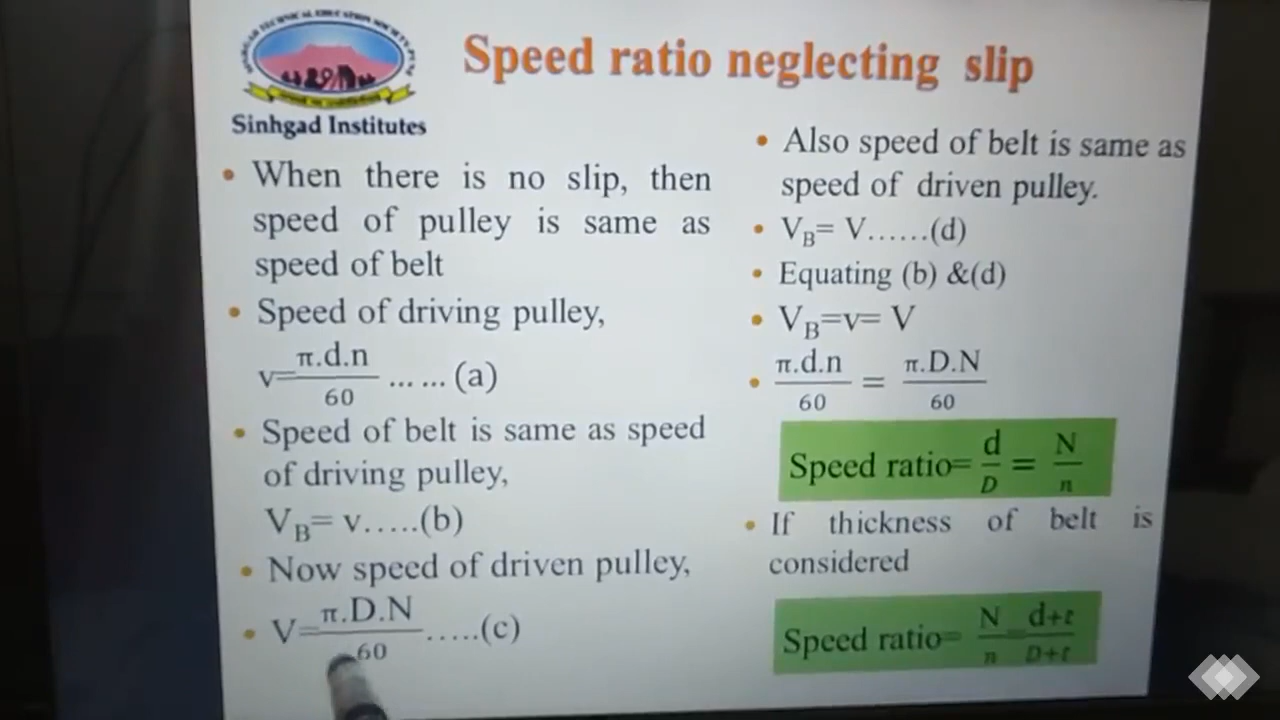 Speed ratio neglecting slip
Sinhgad Institutes
• When there is no slip, then
speed of pulley is same as
speed of belt
• Speed of driving pulley,
v=π.d.n/60 ... ... (a)
• Speed of belt is same as speed
of driving pulley,
V_B= v.....(b)
• Now speed of driven pulley,
• V=π.D.N/60 .....(c)
• Also speed of belt is same as
speed of driven pulley.
• V_B= V......(d)
• Equating (b) &(d)
• V_B=v= V
• π.d.n/60 = π.D.N/60
Speed ratio= d/D = N/n
• If thickness of belt is
considered
Speed ratio= N/n = d+t/D+t